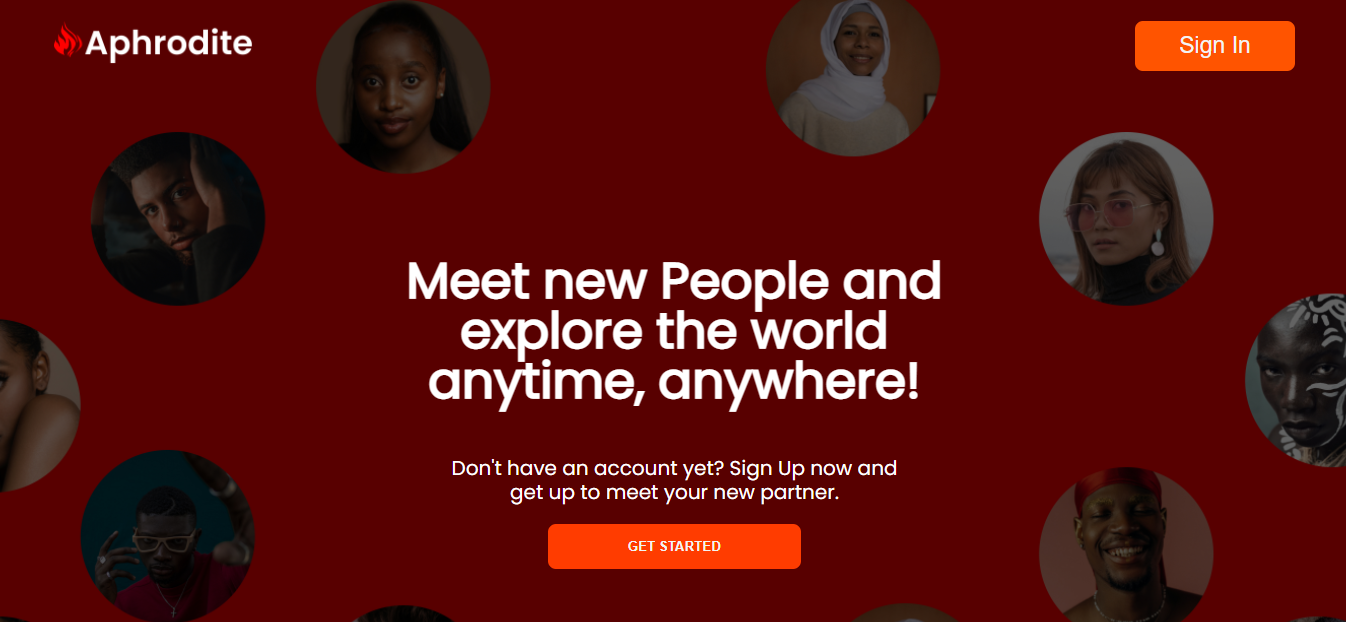 Aphrodite
Sign In
Meet new People and
explore the world
anytime, anywhere!
Don't have an account yet? Sign Up now and
get up to meet your new partner.
GET STARTED